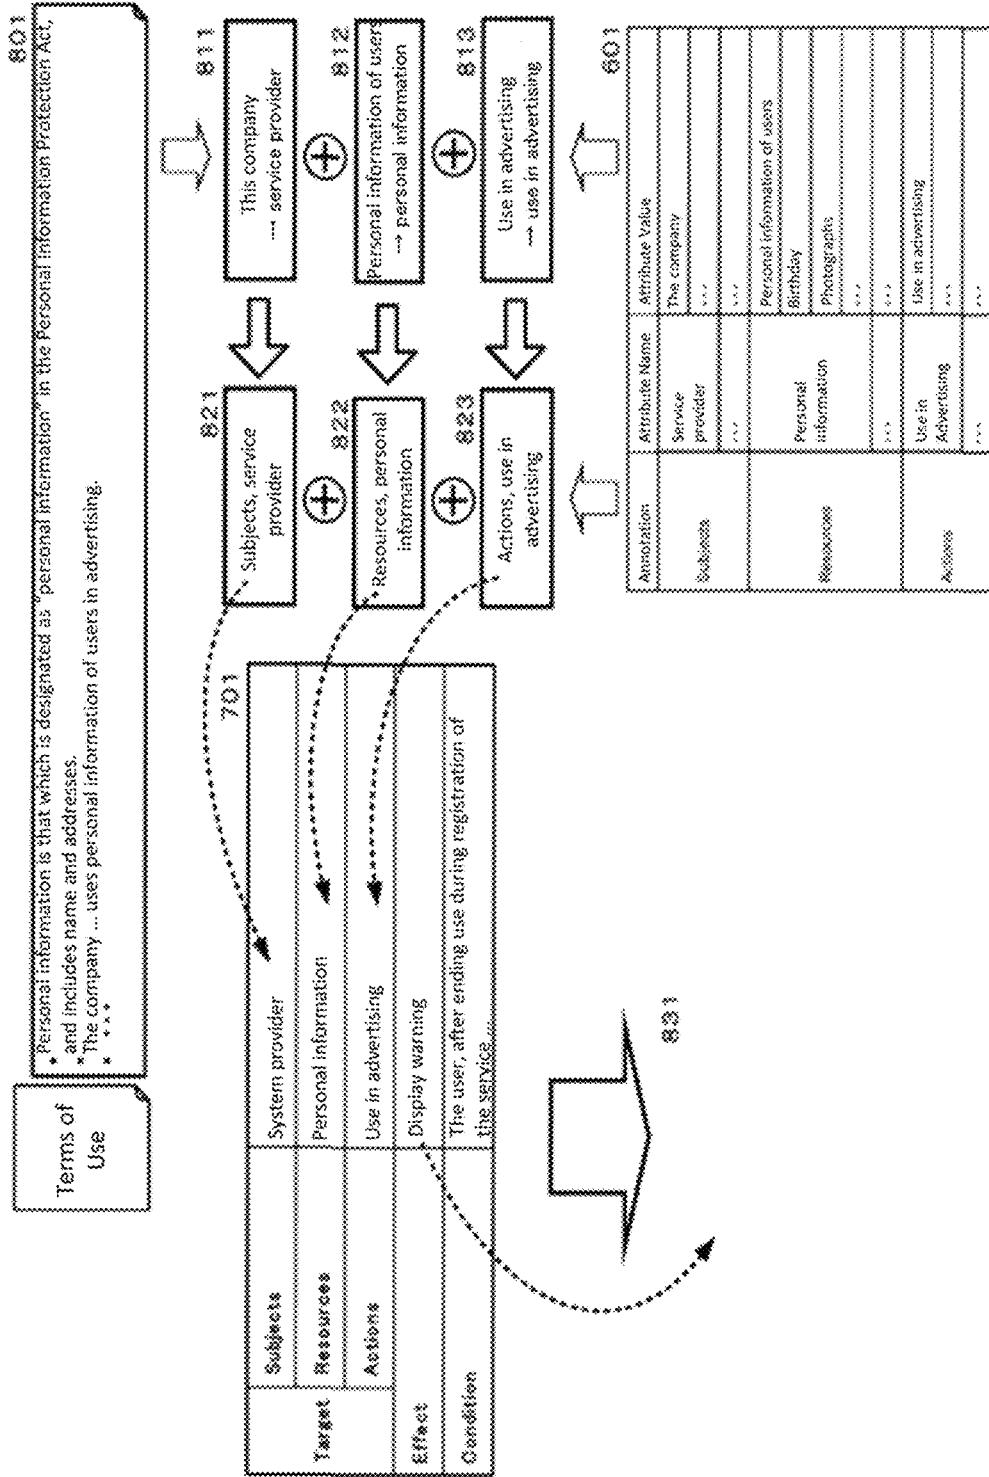 801
Terms of
Use
* Personal information is that which is designated as "personal information" in the Personal Information Protection Act,
and includes name and addresses.
* The company ... uses personal information of users in advertising.
* ...
811
This company
→ service provider
812
Personal information of users
→ personal information
813
Use in advertising
→ use in advertising
821
Subjects, service
provider
822
Resources, personal
information
823
Actions, use in
advertising
701
Target
Subjects
System provider
Resources
Personal information
Actions
Use in advertising
Effect
Display warning
Condition
The user, after ending use during registration of
the service ...
831
601
Annotation
Attribute Name
Attribute Value
Subjects
Service
provider
The company
...
...
...
Resources
Personal
information
Personal information of users
Birthday
Photographs
...
...
...
Actions
Use in
Advertising
Use in advertising
...
...
...